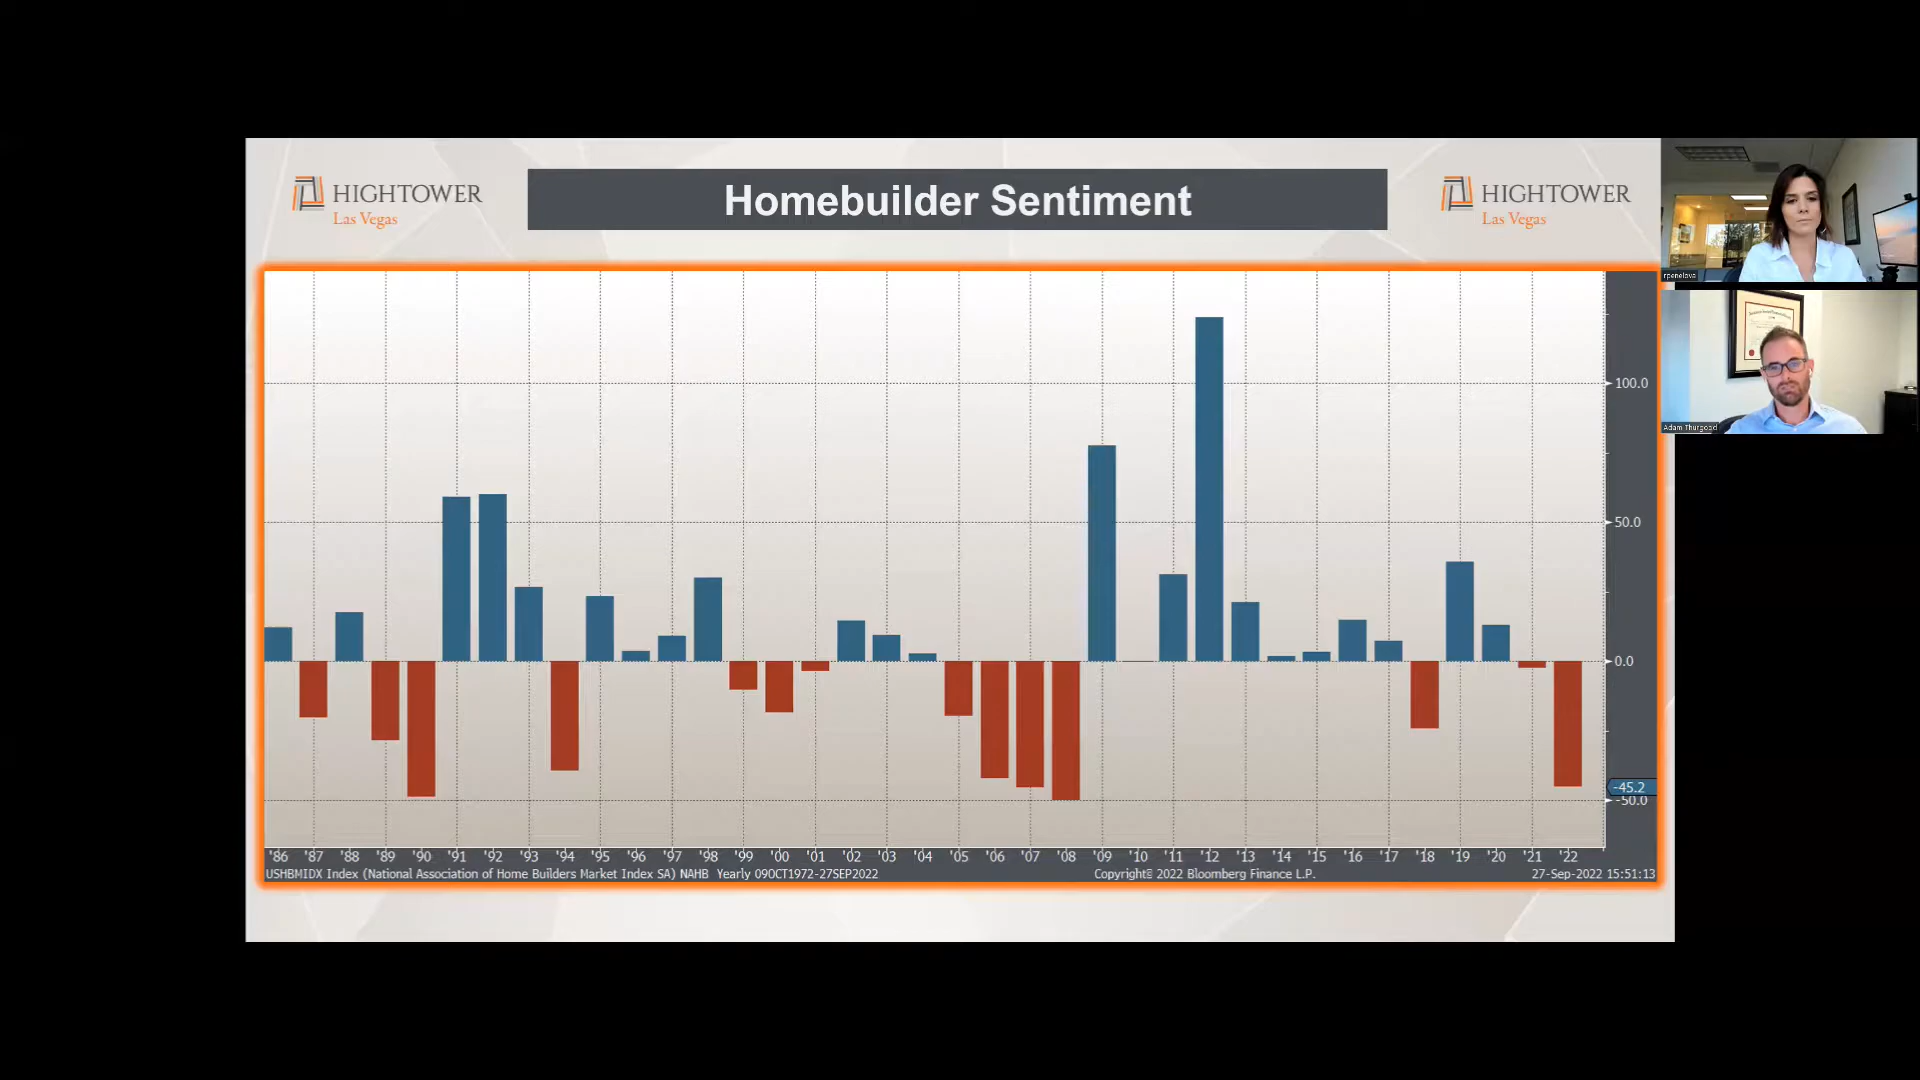 HIGHTOWER
Las Vegas
Homebuilder Sentiment
HIGHTOWER
Las Vegas
rpenelova
Adam Thurgood
100.0
50.0
0.0
-45.2
-50.0
'86 '87 '88 '89 '90 '91 '92 '93 '94 '95 '96 '97 '98 '99 '00 '01 '02 '03 '04 '05 '06 '07 '08 '09 '10 '11 '12 '13 '14 '15 '16 '17 '18 '19 '20 '21 '22
USHBMIDX Index (National Association of Home Builders Market Index SA) NAHB Yearly 09OCT1972-27SEP2022 Copyright 2022 Bloomberg Finance L.P. 27-Sep-2022 15:51:13